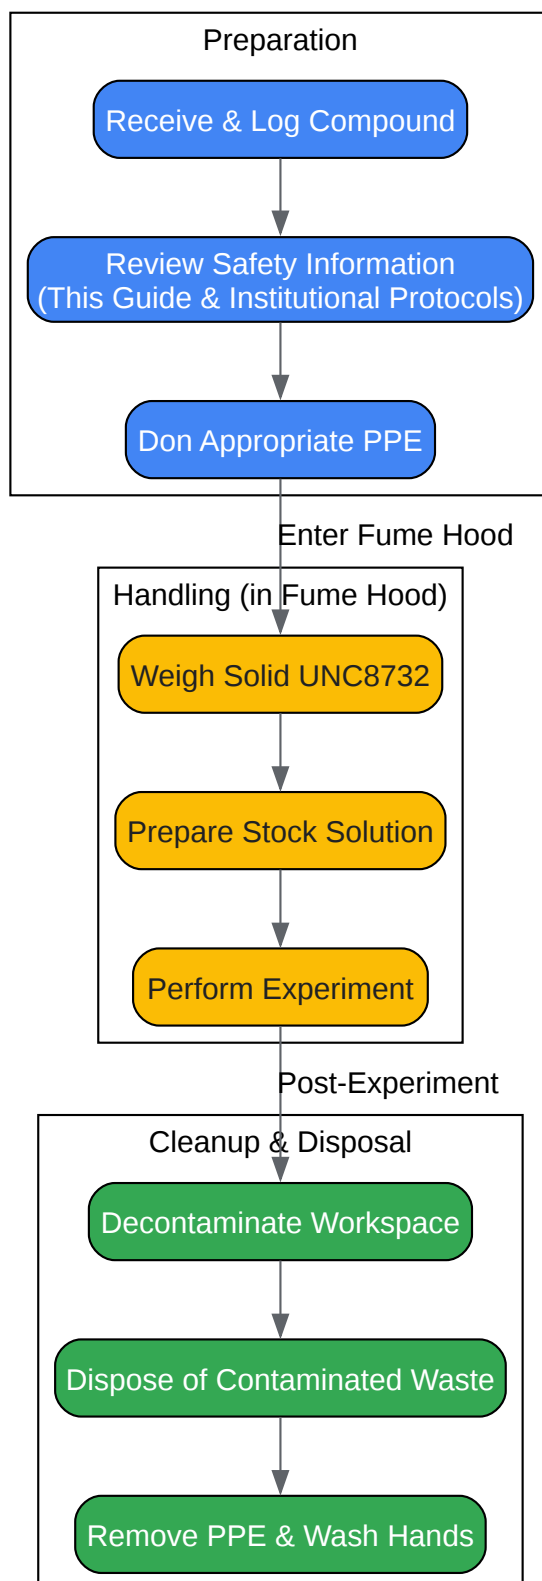 Preparation
Receive & Log Compound
Review Safety Information
(This Guide & Institutional Protocols)
Don Appropriate PPE
Enter Fume Hood
Handling (in Fume Hood)
Weigh Solid UNC8732
Prepare Stock Solution
Perform Experiment
Post-Experiment
Cleanup & Disposal
Decontaminate Workspace
Dispose of Contaminated Waste
Remove PPE & Wash Hands